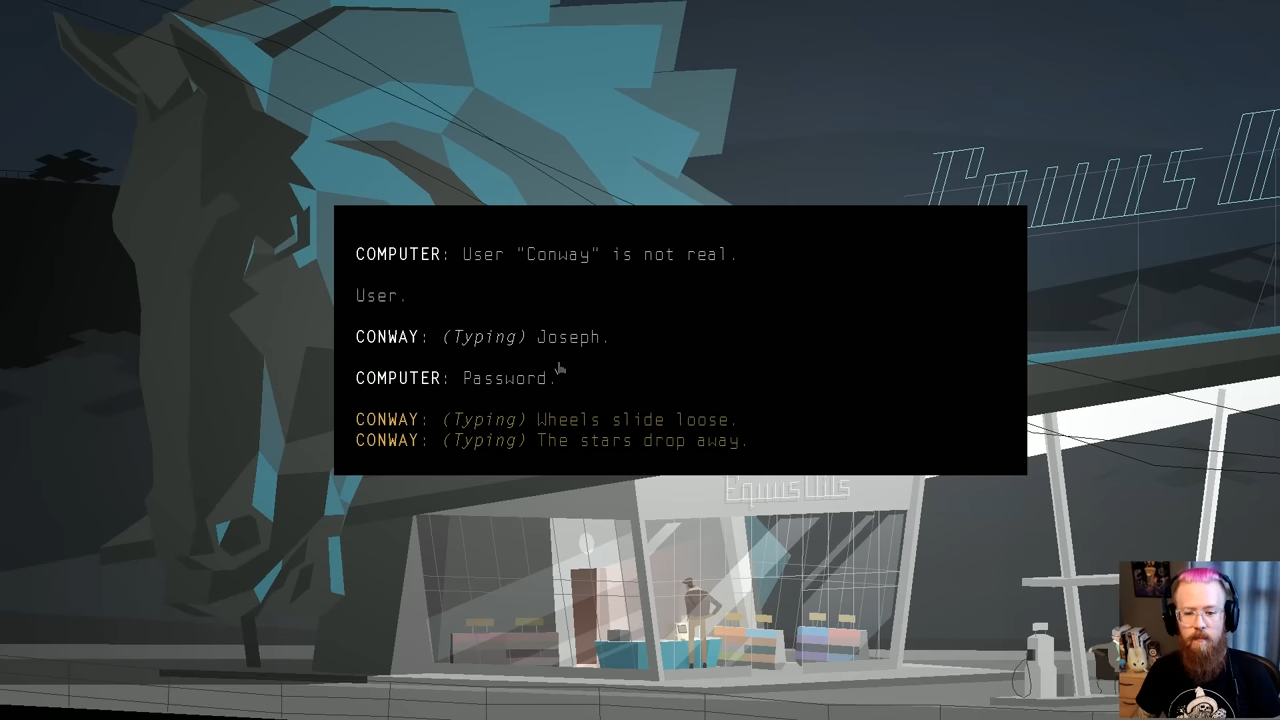 Equus O
COMPUTER: User "Conway" is not real.
User.
CONWAY: (Typing) Joseph.
COMPUTER: Password.
CONWAY: (Typing) Wheels slide loose.
CONWAY: (Typing) The stars drop away.
Equus Oils